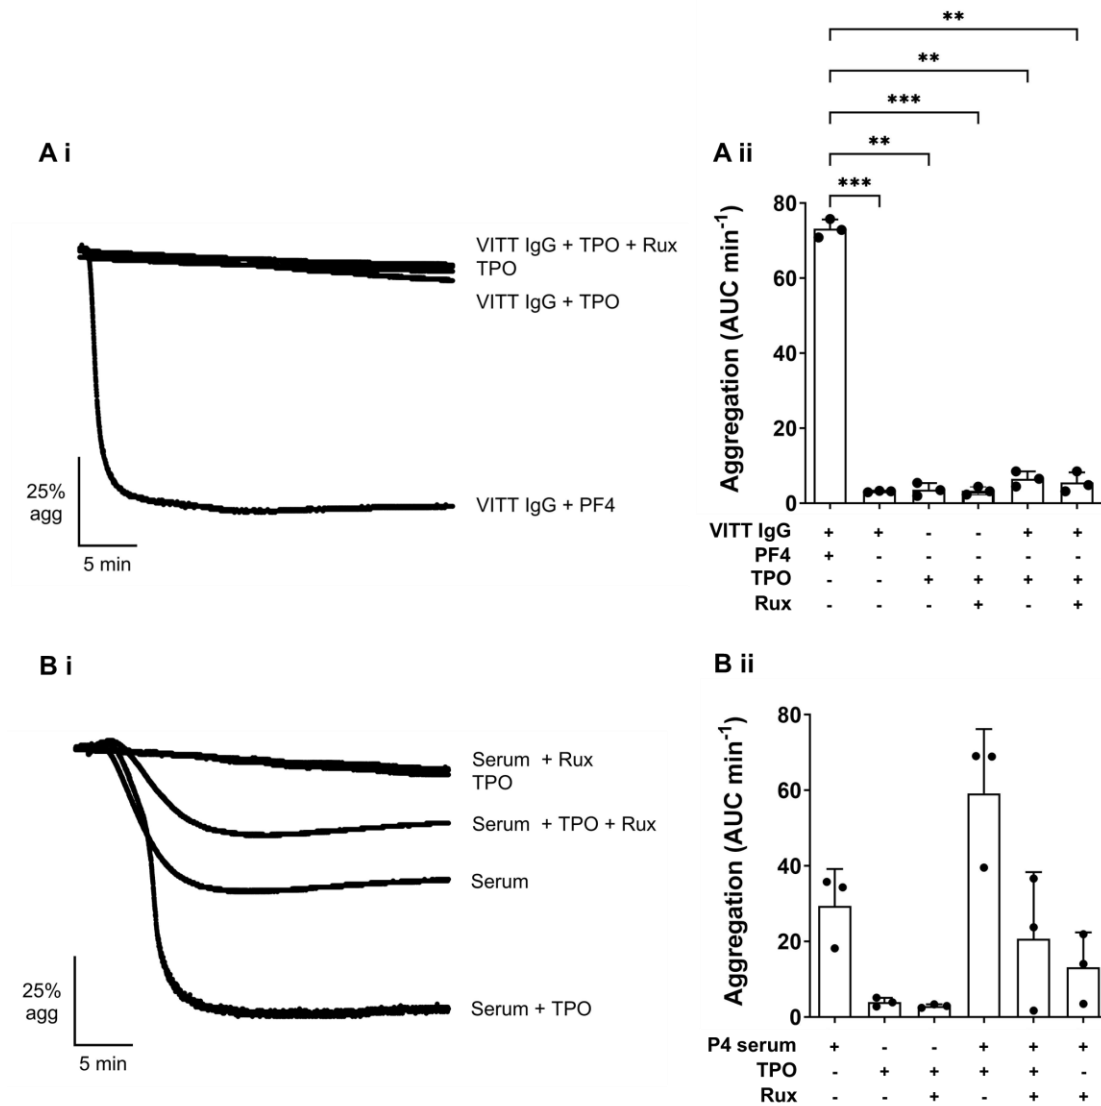 A i
VITT IgG + TPO + Rux
TPO
VITT IgG + TPO
25%
agg
VITT IgG + PF4
5 min
A ii
**
**
***
**
***
Aggregation (AUC min-1)
80
60
40
20
0
VITT IgG + + - - + +
PF4 + - - - - -
TPO - - + + + +
Rux - - - + - +
B i
Serum + Rux
TPO
Serum + TPO + Rux
Serum
25%
agg
Serum + TPO
5 min
B ii
Aggregation (AUC min-1)
80
60
40
20
0
P4 serum + - - + + +
TPO - + + + + -
Rux - - + - + +